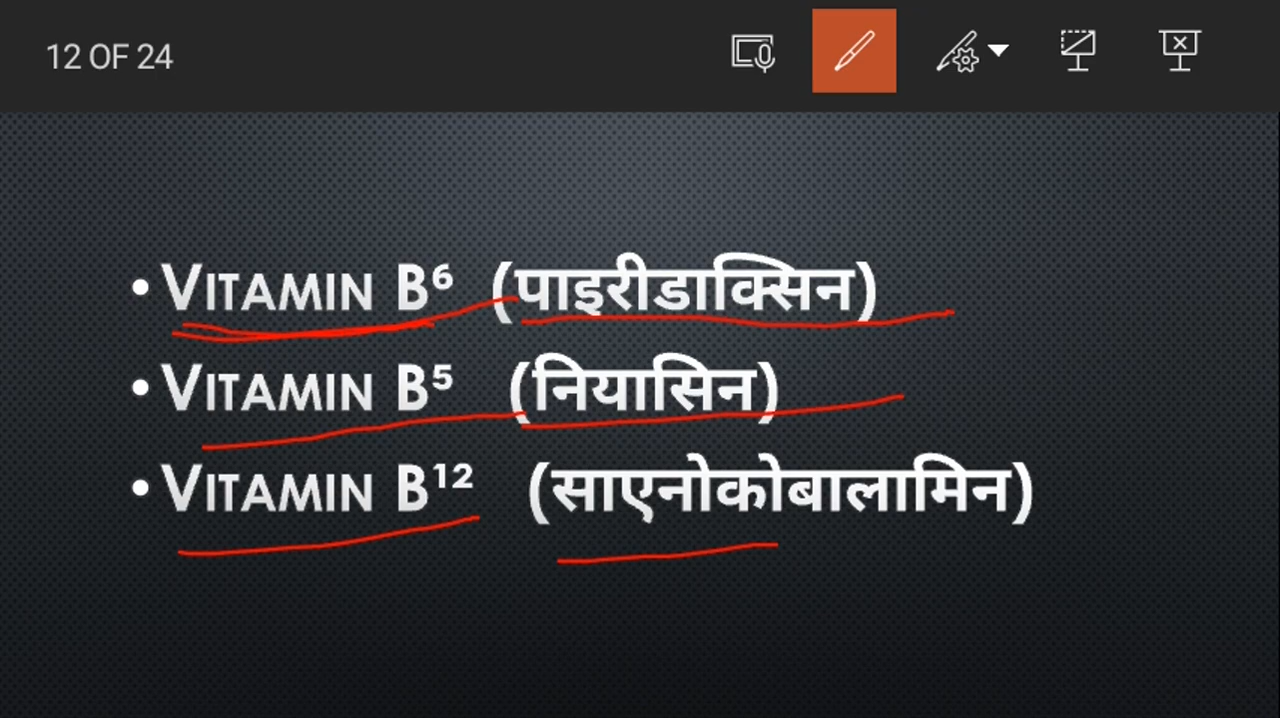 12 OF 24
• VITAMIN B⁶ (पाइरीडाक्सिन)
• VITAMIN B⁵ (नियासिन)
• VITAMIN B¹² (साएनोकोबालामिन)